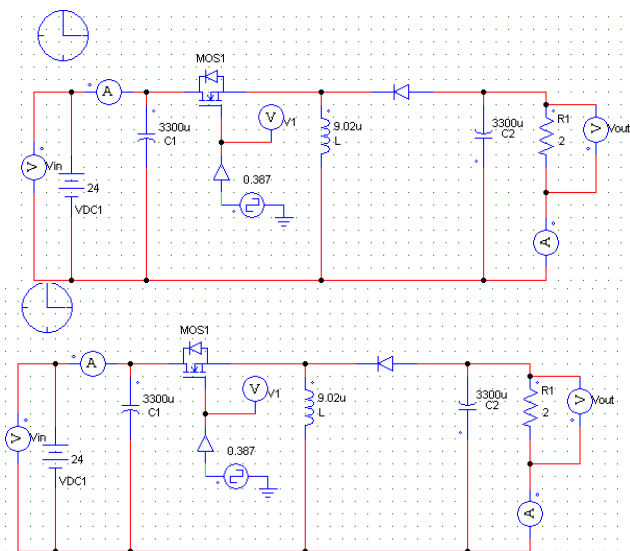 MOS1
A
3300u
C1
V
V1
9.02u
L
3300u
C2
R1
2
V
Vout
V
Vin
24
VDC1
0.387
A
MOS1
A
3300u
C1
V
V1
9.02u
L
3300u
C2
R1
2
V
Vout
V
Vin
24
VDC1
0.387
A